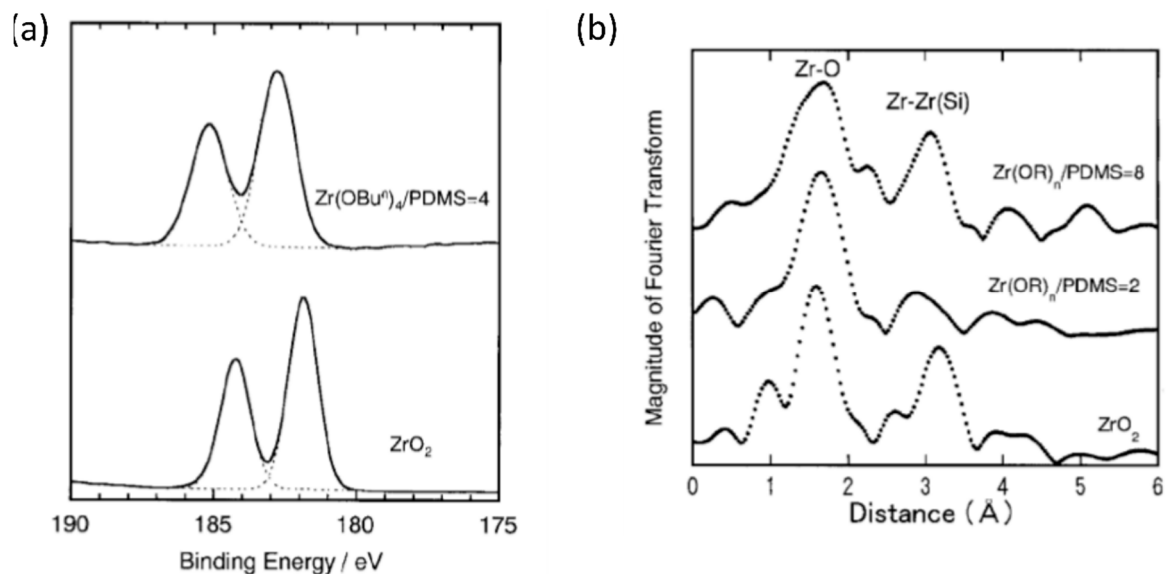 (a)
Zr(OBuⁿ)₄/PDMS=4
ZrO₂
190 185 180 175
Binding Energy / eV
(b)
Magnitude of Fourier Transform
Zr-O
Zr-Zr(Si)
Zr(OR)ₙ/PDMS=8
Zr(OR)ₙ/PDMS=2
ZrO₂
0 1 2 3 4 5 6
Distance (Å)